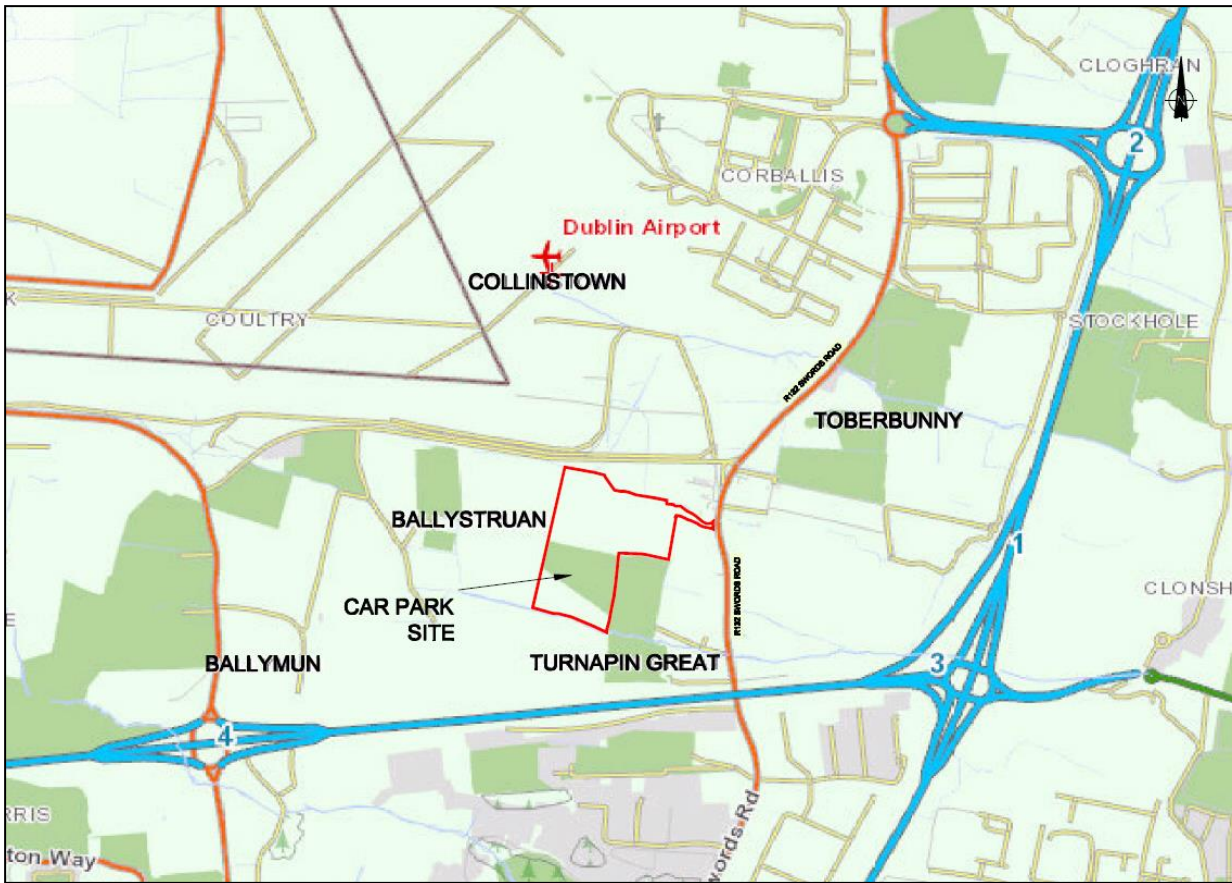 CLOGHRAN
N
2
CORBALLIS
Dublin Airport
COLLINSTOWN
K
COULTRY
STOCKHOLE
R132 SWORDS ROAD
TOBERBUNNY
BALLYSTRUAN
1
R132 SWORDS ROAD
CLONSH
CAR PARK
SITE
E
BALLYMUN
TURNAPIN GREAT
3
4
RRIS
ton Way
words Rd